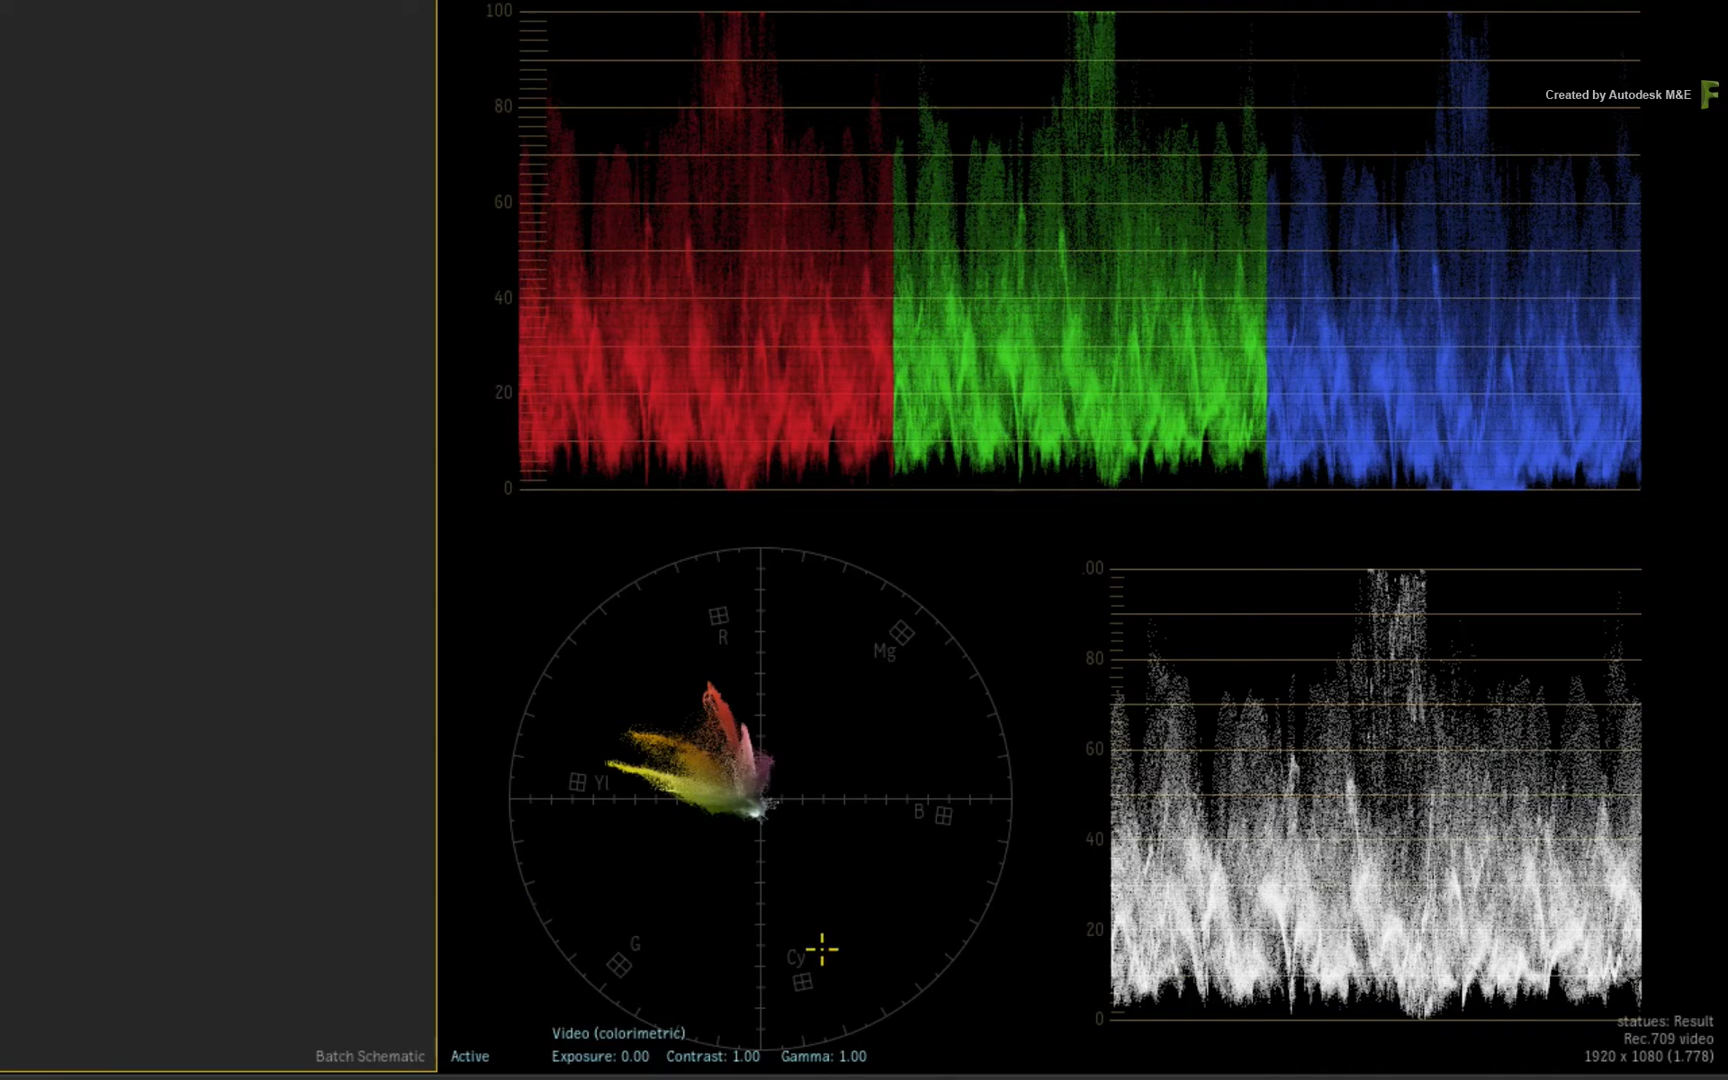 100
80
60
40
20
0
Created by Autodesk M&E
R
Mg
Yl
B
G
Cy
.00
80
60
40
20
0
Video (colorimetric)
Batch Schematic
Active
Exposure: 0.00 Contrast: 1.00 Gamma: 1.00
statues: Result
Rec.709 video
1920 x 1080 (1.778)